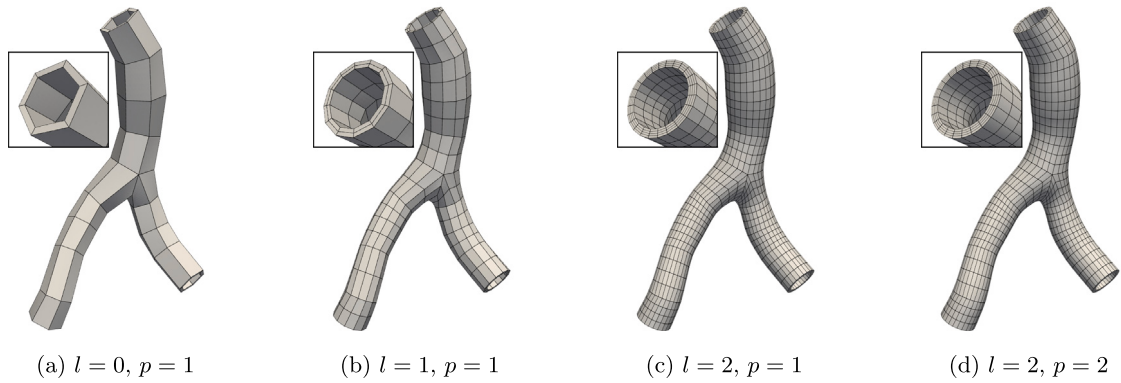 (a) l = 0, p = 1
(b) l = 1, p = 1
(c) l = 2, p = 1
(d) l = 2, p = 2